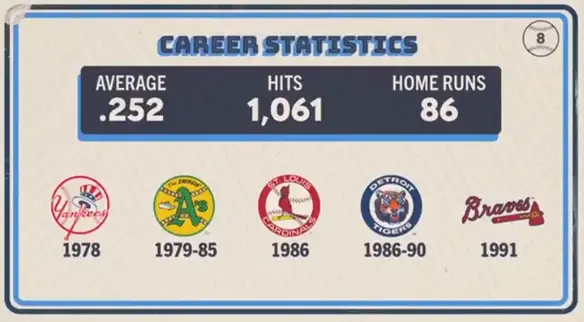 8
CAREER STATISTICS
AVERAGE HITS HOME RUNS
.252 1,061 86
Yankees
The SWINGIN'
A's
ST. LOUIS
CARDINALS
DETROIT
TIGERS
Braves
1978 1979-85 1986 1986-90 1991